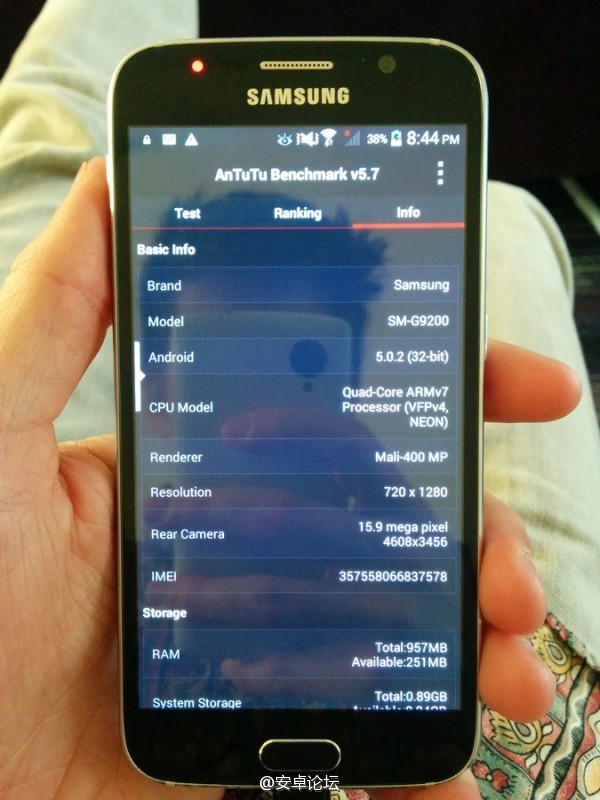 SAMSUNG
38% 8:44 PM
AnTuTu Benchmark v5.7
Test Ranking Info
Basic Info
Brand Samsung
Model SM-G9200
Android 5.0.2 (32-bit)
CPU Model Quad-Core ARMv7
Processor (VFPv4,
NEON)
Renderer Mali-400 MP
Resolution 720 x 1280
Rear Camera 15.9 mega pixel
4608x3456
IMEI 357558066837578
Storage
RAM Total:957MB
Available:251MB
System Storage Total:0.89GB
@安卓论坛